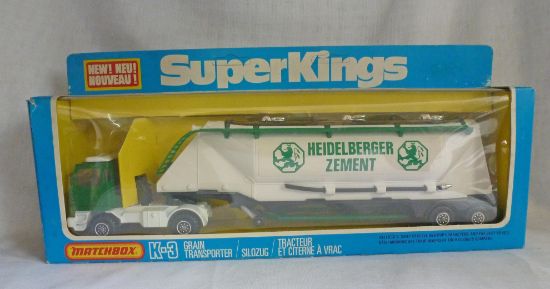 NEW! NEU!
NOUVEAU!
SuperKings
HEIDELBERGER
ZEMENT
MATCHBOX
K-3
GRAIN
TRANSPORTER / SILOZUG /
TRACTEUR
ET CITERNE À VRAC